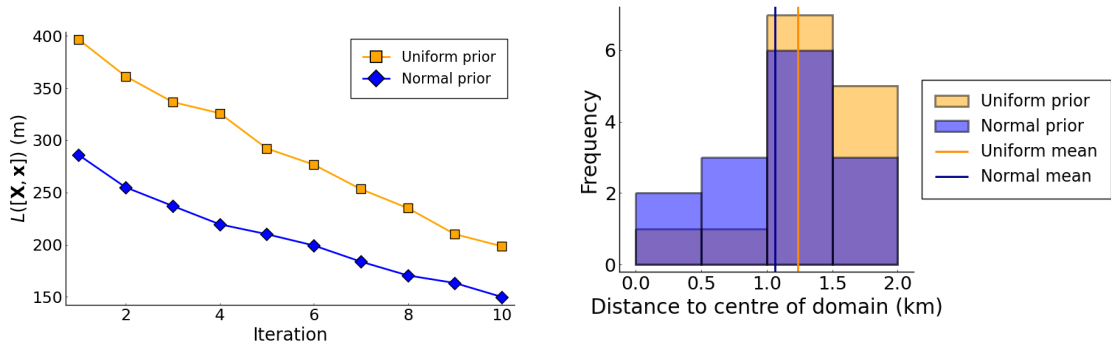 400
350
300
250
200
150
L([X, x]) (m)
2
4
6
8
10
Iteration
Uniform prior
Normal prior
6
4
2
0
Frequency
0.0
0.5
1.0
1.5
2.0
Distance to centre of domain (km)
Uniform prior
Normal prior
Uniform mean
Normal mean